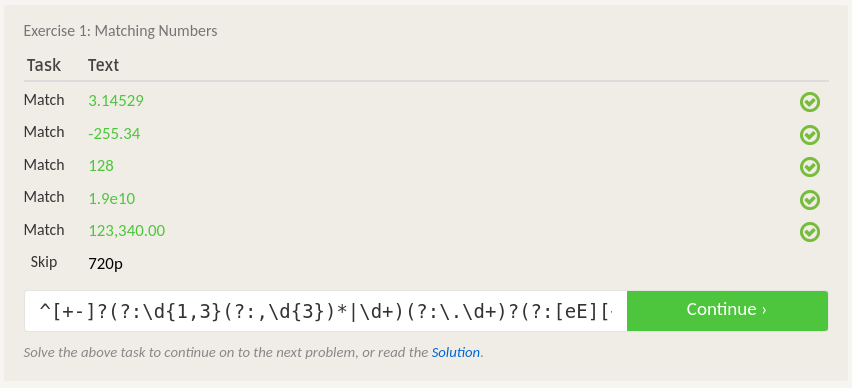 Exercise 1: Matching Numbers
Task Text
Match 3.14529
Match -255.34
Match 128
Match 1.9e10
Match 123,340.00
Skip 720p
^[+-]?(?:\d{1,3}(?:,\d{3})*|\d+)(?:\.\d+)?(?:[eE][ Continue ›
Solve the above task to continue on to the next problem, or read the Solution.